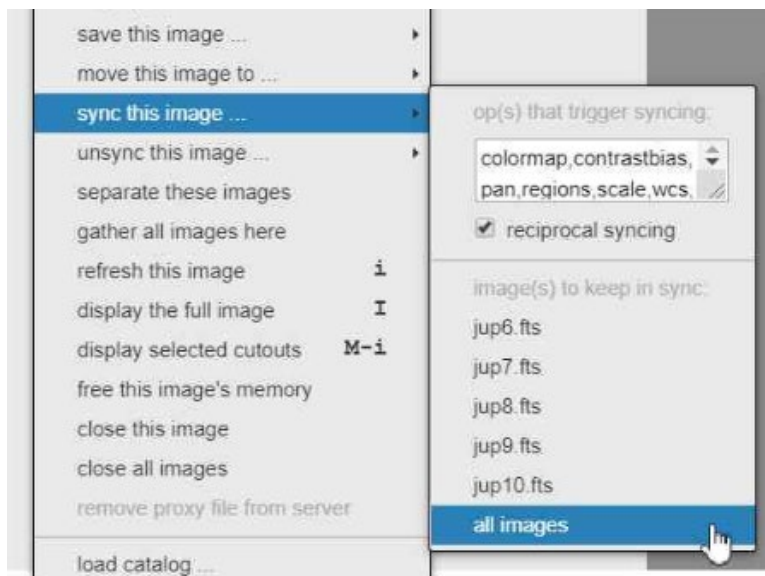 save this image ...
move this image to ...
sync this image ...
unsync this image ...
separate these images
gather all images here
refresh this image i
display the full image I
display selected cutouts M-i
free this image's memory
close this image
close all images
remove proxy file from server
load catalog ...
op(s) that trigger syncing:
colormap,contrastbias,
pan,regions,scale,wcs,
reciprocal syncing
image(s) to keep in sync:
jup6.fts
jup7.fts
jup8.fts
jup9.fts
jup10.fts
all images